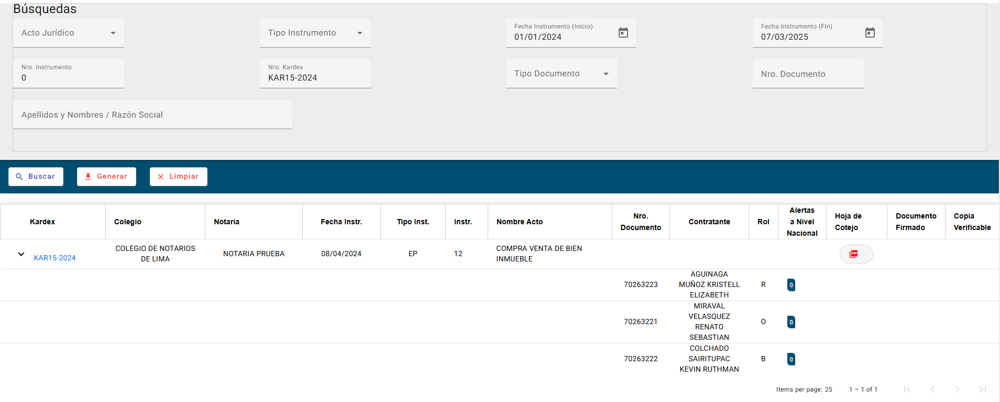 Búsquedas
Acto Jurídico
Tipo Instrumento
Fecha Instrumento (Inicio)
01/01/2024
Fecha Instrumento (Fin)
07/03/2025
Nro. Instrumento
0
Nro. Kardex
KAR15-2024
Tipo Documento
Nro. Documento
Apellidos y Nombres / Razón Social
Buscar
Generar
Limpiar
Kardex
Colegio
Notaria
Fecha Instr.
Tipo Inst.
Instr.
Nombre Acto
Nro.
Documento
Contratante
Rol
Alertas
a Nivel
Nacional
Hoja de
Cotejo
Documento
Firmado
Copia
Verificable
KAR15-2024
COLEGIO DE NOTARIOS
DE LIMA
NOTARIA PRUEBA
08/04/2024
EP
12
COMPRA VENTA DE BIEN
INMUEBLE
PDF
70263223
AGUINAGA
MUÑOZ KRISTELL
ELIZABETH
R
0
70263221
MIRAVAL
VELASQUEZ
RENATO
SEBASTIAN
O
0
70263222
COLCHADO
SAIRITUPAC
KEVIN RUTHMAN
B
0
Items per page: 25
1 – 1 of 1